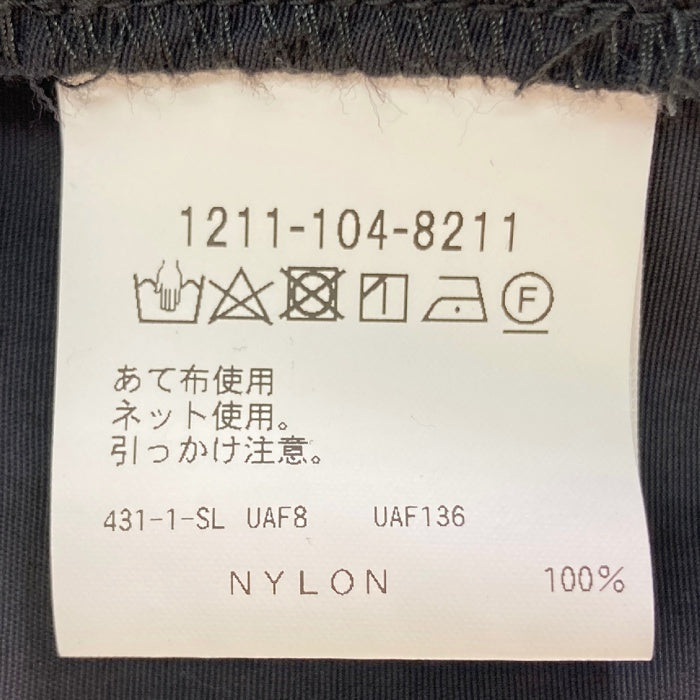 1211-104-8211
F
あて布使用
ネット使用。
引っかけ注意。
431-1-SL UAF8 UAF136
NYLON 100%